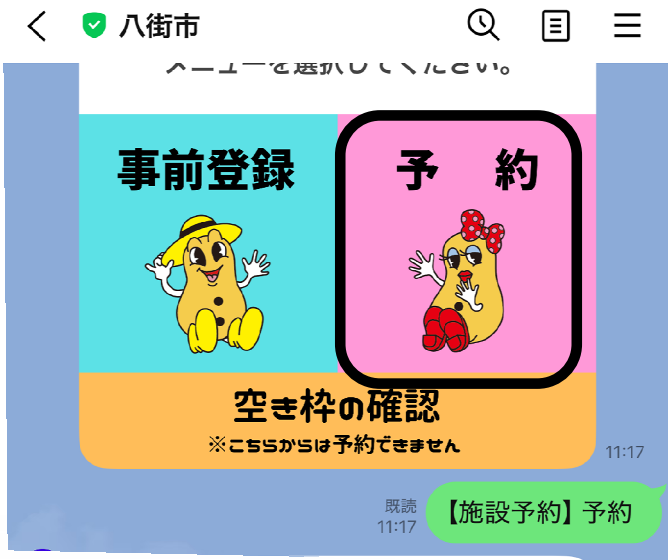 八街市
メニューを選択してください。
事前登録
予 約
空き枠の確認
※こちらからは予約できません
11:17
既読
11:17
【施設予約】予約